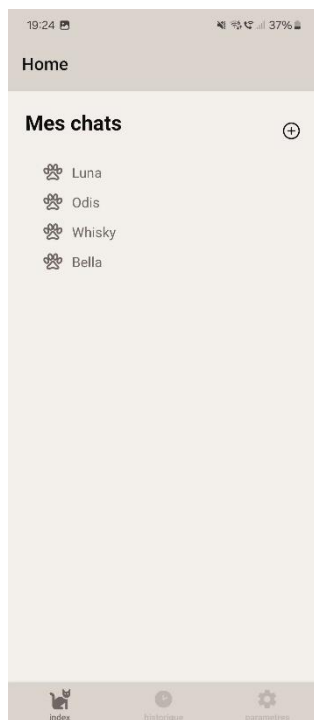 19:24 37%
Home
Mes chats
Luna
Odis
Whisky
Bella
index historique parametres